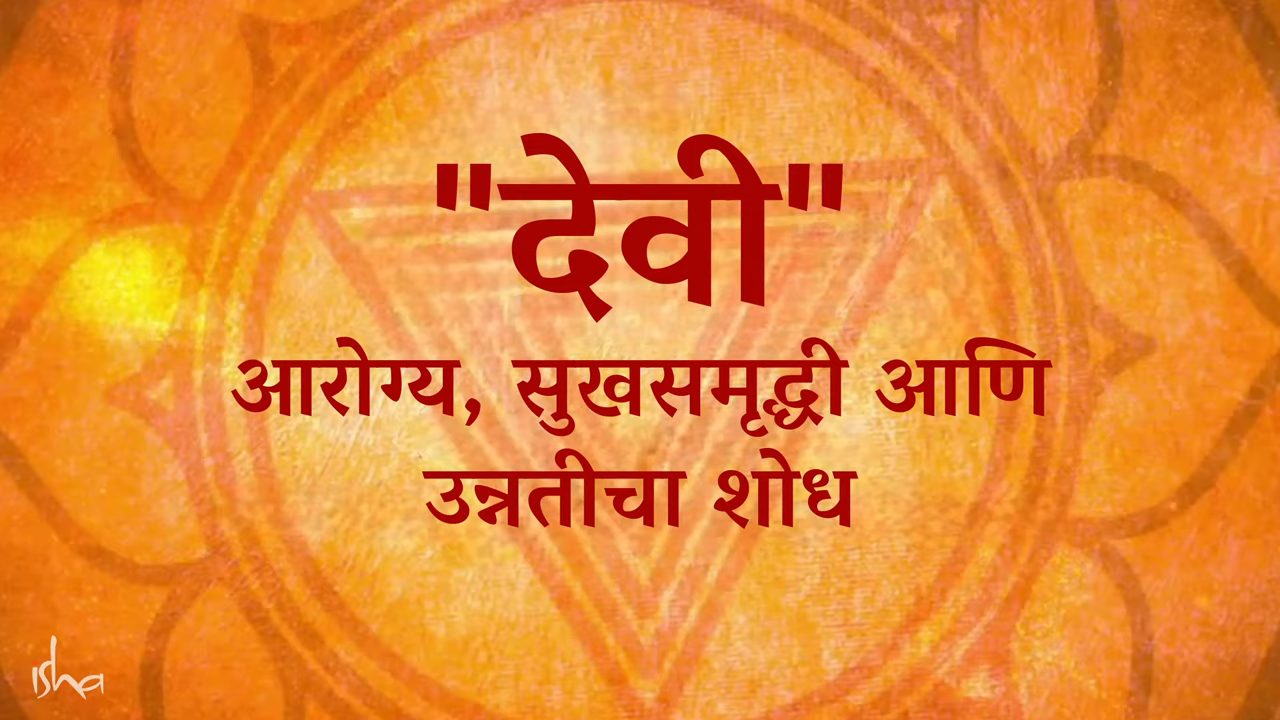 "देवी"
आरोग्य, सुखसमृद्धी आणि
उन्नतीचा शोध
isha